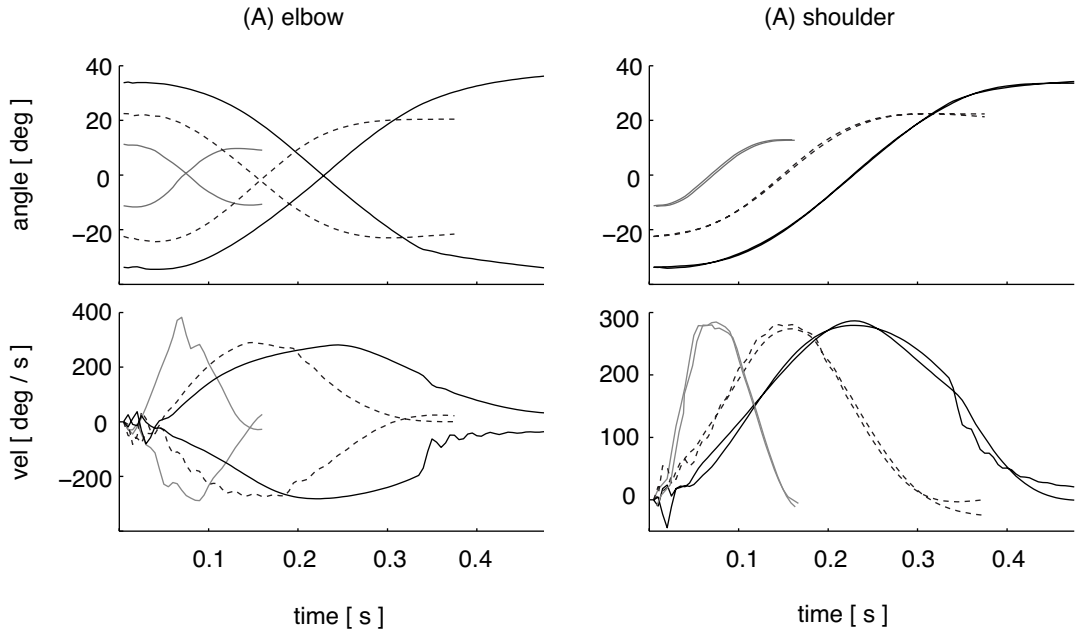 (A) elbow
(A) shoulder
angle [ deg ]
40
20
0
−20
40
20
0
−20
vel [ deg / s ]
400
200
0
−200
300
200
100
0
0.1 0.2 0.3 0.4
0.1 0.2 0.3 0.4
time [ s ]
time [ s ]